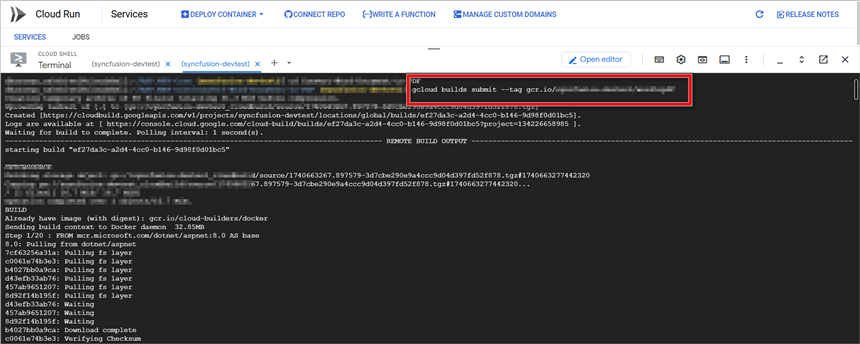 Cloud Run
Services
DEPLOY CONTAINER
CONNECT REPO
WRITE A FUNCTION
MANAGE CUSTOM DOMAINS
RELEASE NOTES
SERVICES
JOBS
CLOUD SHELL
Terminal
(syncfusion-devtest)
(syncfusion-devtest)
Open editor
DF
gcloud builds submit --tag gcr.io/
Created [https://cloudbuild.googleapis.com/v1/projects/syncfusion-devtest/locations/global/builds/ef27da3c-a2d4-4cc0-b146-9d98f0d01bc5].
Logs are available at [ https://console.cloud.google.com/cloud-build/builds/ef27da3c-a2d4-4cc0-b146-9d98f0d01bc5?project=134226658985 ].
Waiting for build to complete. Polling interval: 1 second(s).
REMOTE BUILD OUTPUT
starting build "ef27da3c-a2d4-4cc0-b146-9d98f0d01bc5"
/source/1740663267.897579-3d7cbe290e9a4ccc9d04d397fd52f878.tgz#1740663277442320
67.897579-3d7cbe290e9a4ccc9d04d397fd52f878.tgz#1740663277442320...
BUILD
Already have image (with digest): gcr.io/cloud-builders/docker
Sending build context to Docker daemon 32.85MB
Step 1/20 : FROM mcr.microsoft.com/dotnet/aspnet:8.0 AS base
8.0: Pulling from dotnet/aspnet
7cf63256a31a: Pulling fs layer
c0061e74b3e3: Pulling fs layer
b4027bb0a9ca: Pulling fs layer
d43efb33ab76: Pulling fs layer
457ab9651207: Pulling fs layer
8d92f14b195f: Pulling fs layer
d43efb33ab76: Waiting
457ab9651207: Waiting
8d92f14b195f: Waiting
b4027bb0a9ca: Download complete
c0061e74b3e3: Verifying Checksum